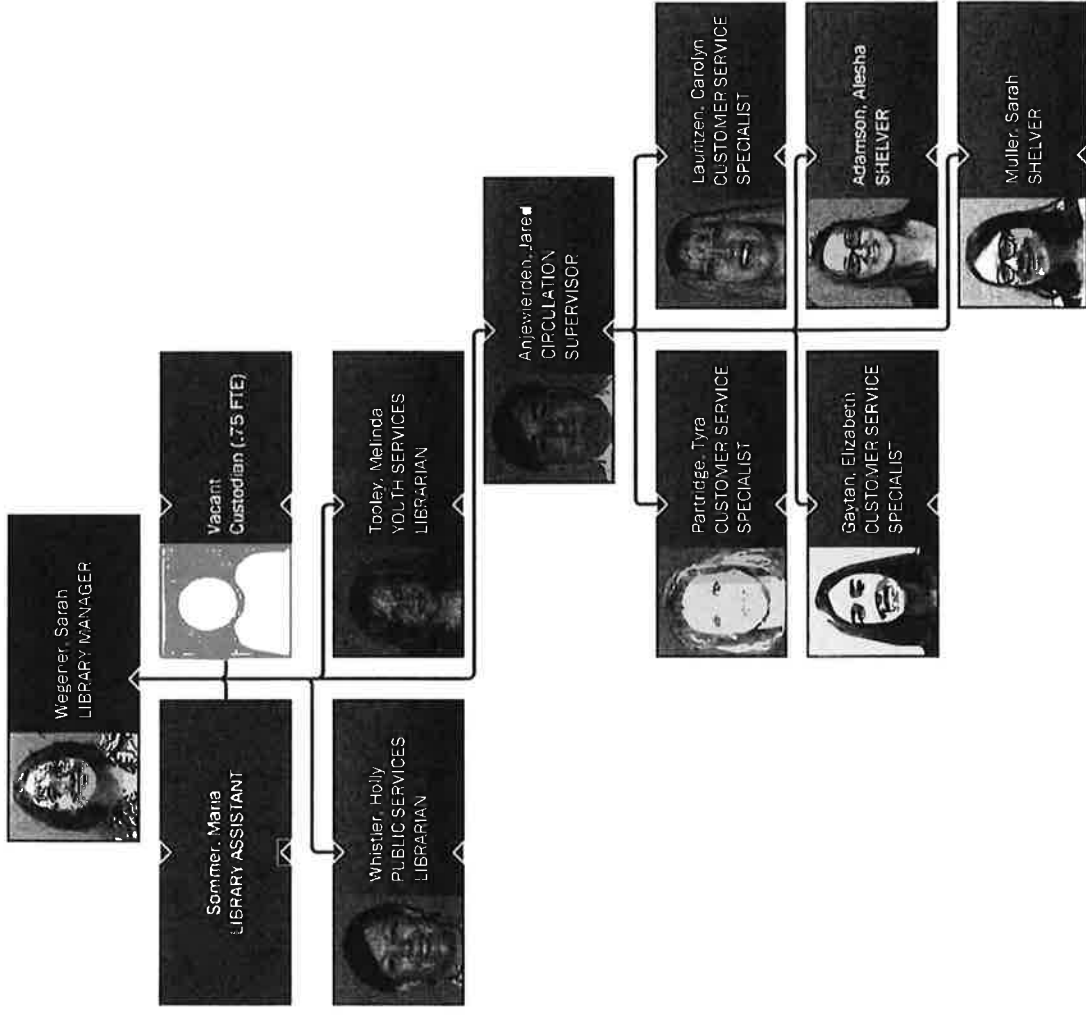 Wegener, Sarah
LIBRARY MANAGER
Sommer, Maria
LIBRARY ASSISTANT
Vacant
Custodian (.75 FTE)
Whistler, Holly
PUBLIC SERVICES
LIBRARIAN
Tooley, Melinda
YOUTH SERVICES
LIBRARIAN
Anjewierden, Jared
CIRCULATION
SUPERVISOR
Partridge, Tyra
CUSTOMER SERVICE
SPECIALIST
Lauritzen, Carolyn
CUSTOMER SERVICE
SPECIALIST
Gaytan, Elizabeth
CUSTOMER SERVICE
SPECIALIST
Adamson, Alesha
SHELVER
Muller, Sarah
SHELVER